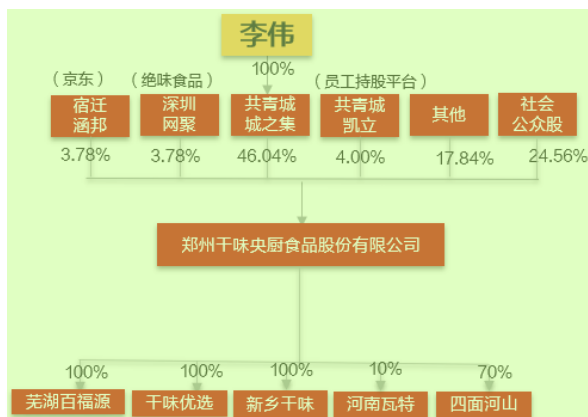 李伟
100%
（京东）
（绝味食品）
（员工持股平台）
宿迁
涵邦
深圳
网聚
共青城
城之集
共青城
凯立
其他
社会
公众股
3.78%
3.78%
46.04%
4.00%
17.84%
24.56%
郑州干味央厨食品股份有限公司
100%
100%
100%
10%
70%
芜湖百福源
干味优选
新乡干味
河南瓦特
四面河山